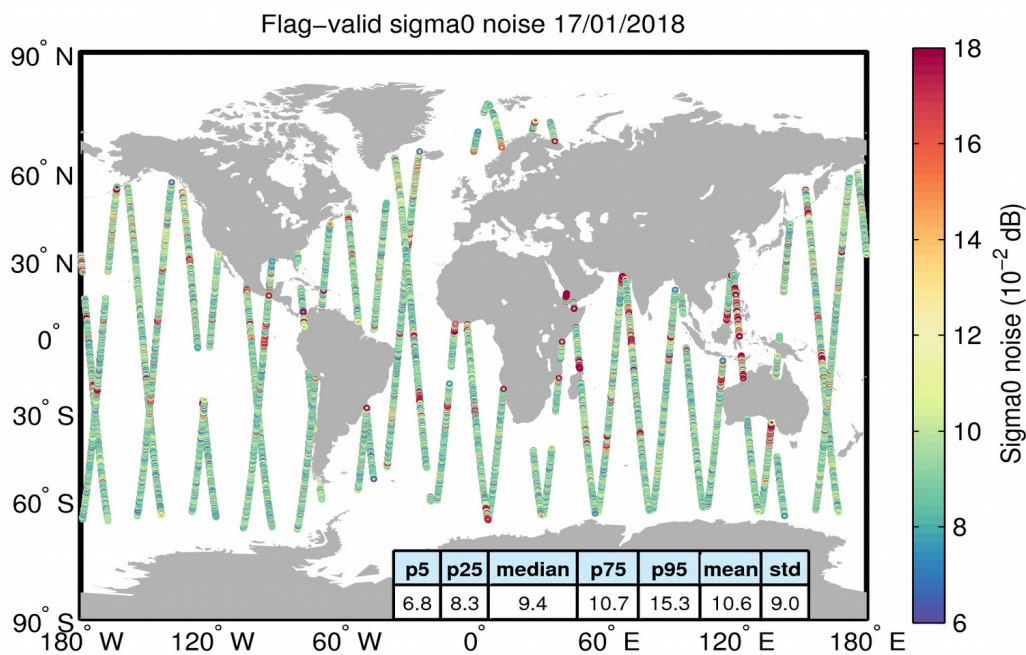 Flag−valid sigma0 noise 17/01/2018
90° N
60° N
30° N
0°
30° S
60° S
90° S
180° W
120° W
60° W
0°
60° E
120° E
180° E
p5 p25 median p75 p95 mean std
6.8 8.3 9.4 10.7 15.3 10.6 9.0
18
16
14
12
10
8
6
Sigma0 noise (10⁻² dB)